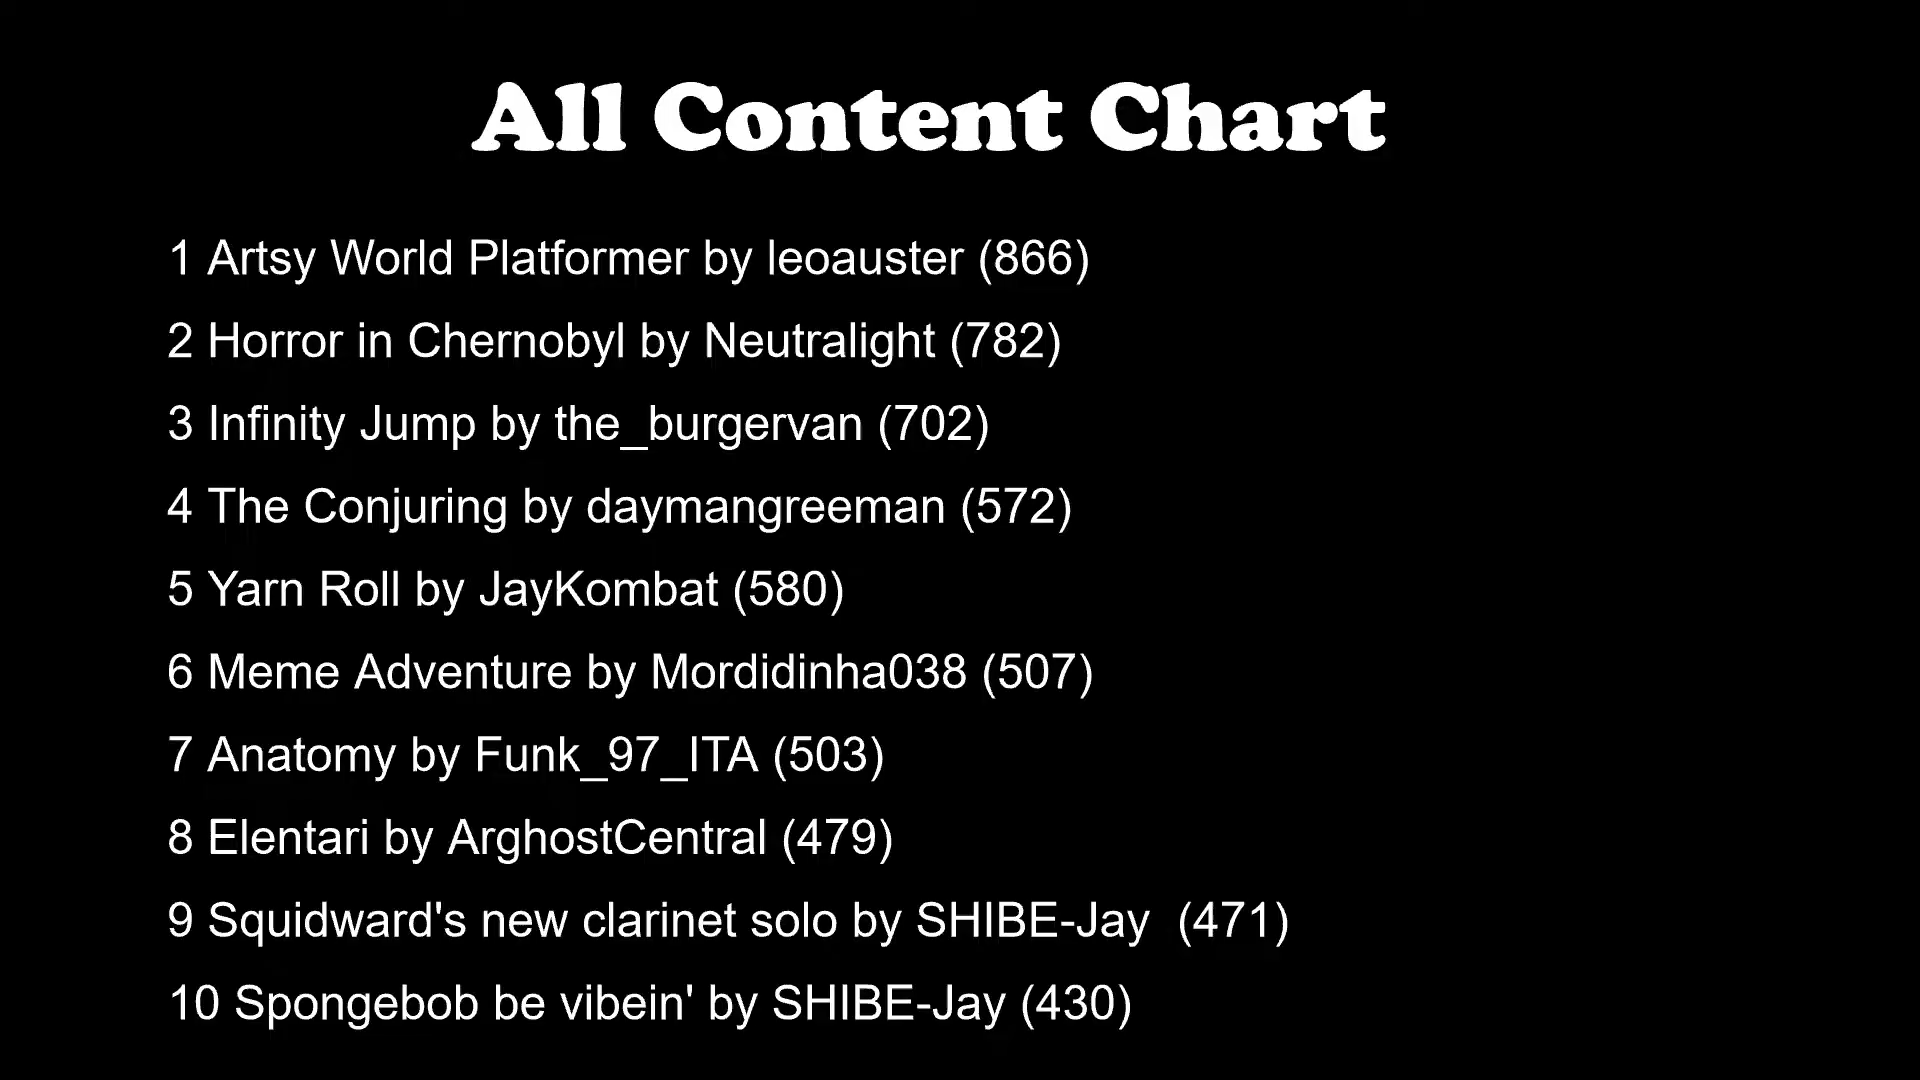 All Content Chart
1 Artsy World Platformer by leoauster (866)
2 Horror in Chernobyl by Neutralight (782)
3 Infinity Jump by the_burgervan (702)
4 The Conjuring by daymangreeman (572)
5 Yarn Roll by JayKombat (580)
6 Meme Adventure by Mordidinha038 (507)
7 Anatomy by Funk_97_ITA (503)
8 Elentari by ArghostCentral (479)
9 Squidward's new clarinet solo by SHIBE-Jay  (471)
10 Spongebob be vibein' by SHIBE-Jay (430)